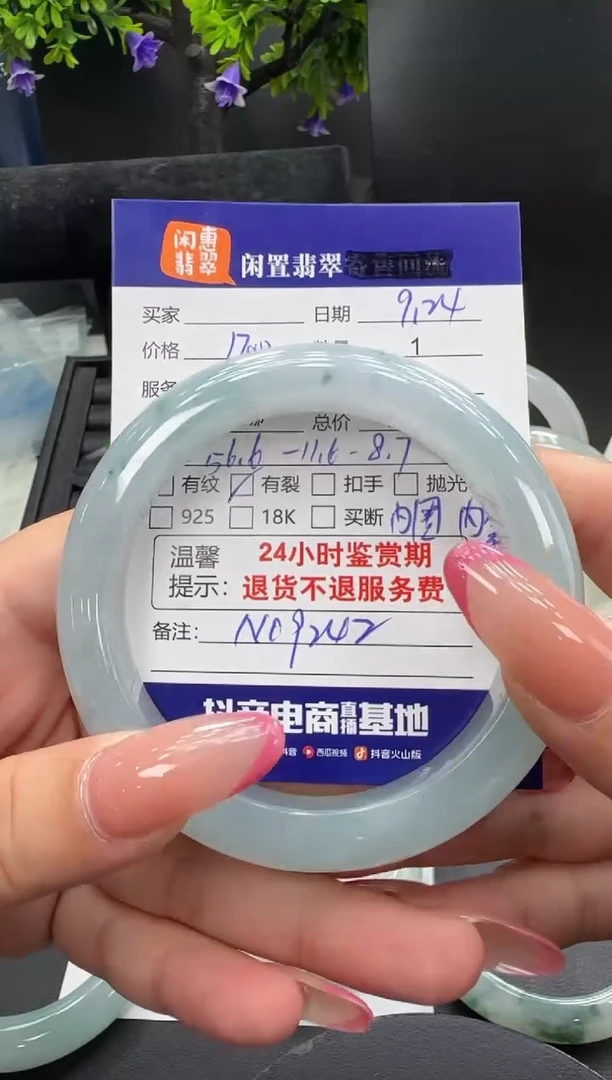 闲惠
翡翠
闲置翡翠
买家 日期 9.24
价格 1 
服务
总价
56.6-11.6-8.7
有纹 有裂 扣手 抛光
925 18K 买断 内圈 内
温馨 24小时鉴赏期
提示: 退货不退服务费
备注: NO9242
抖音电商直播基地
抖音 西瓜视频 抖音火山版